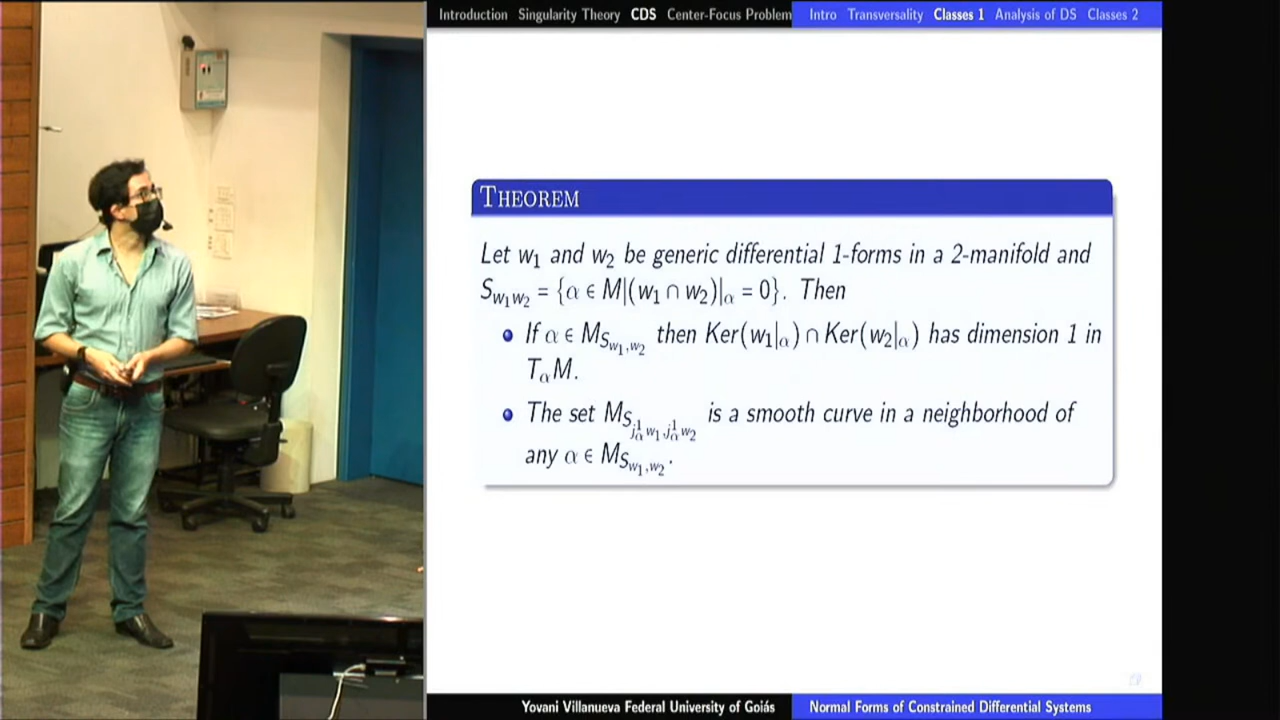 Introduction Singularity Theory CDS Center-Focus Problem Intro Transversality Classes 1 Analysis of DS Classes 2
THEOREM
Let w₁ and w₂ be generic differential 1-forms in a 2-manifold and
S_{w₁w₂} = {α ∈ M|(w₁ ∩ w₂)|_α = 0}. Then
• If α ∈ M_{S_{w₁,w₂}} then Ker(w₁|_α) ∩ Ker(w₂|_α) has dimension 1 in
T_αM.
• The set M_{S_{j¹_αw₁,j¹_αw₂}} is a smooth curve in a neighborhood of
any α ∈ M_{S_{w₁,w₂}}.
Yovani Villanueva Federal University of Goiás Normal Forms of Constrained Differential Systems